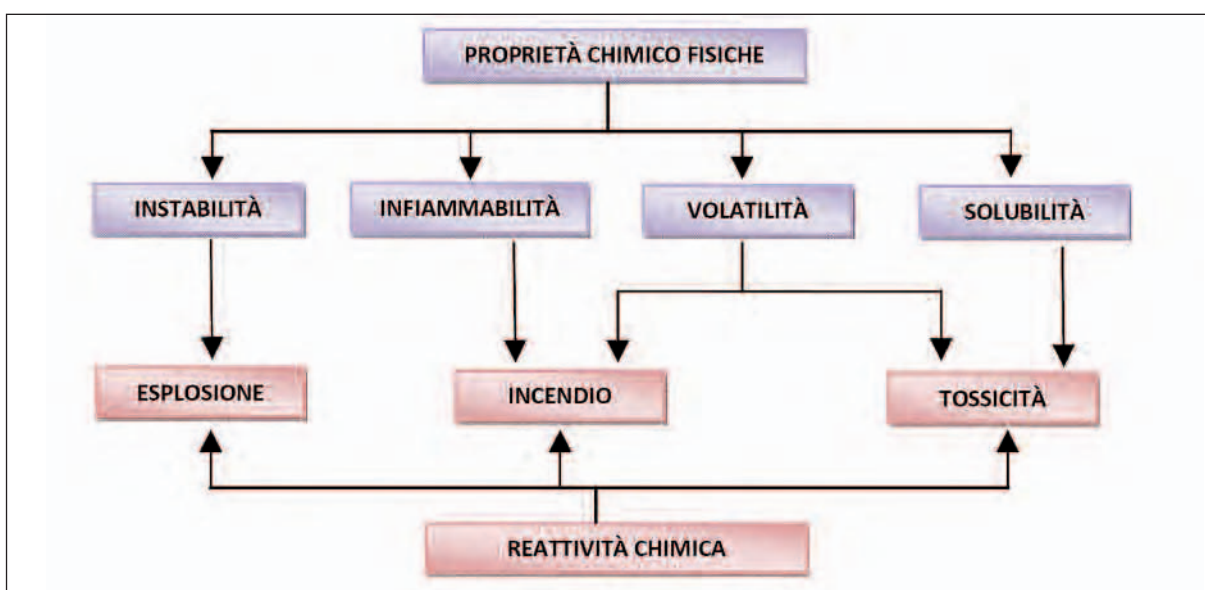 PROPRIETÀ CHIMICO FISICHE
INSTABILITÀ
INFIAMMABILITÀ
VOLATILITÀ
SOLUBILITÀ
ESPLOSIONE
INCENDIO
TOSSICITÀ
REATTIVITÀ CHIMICA